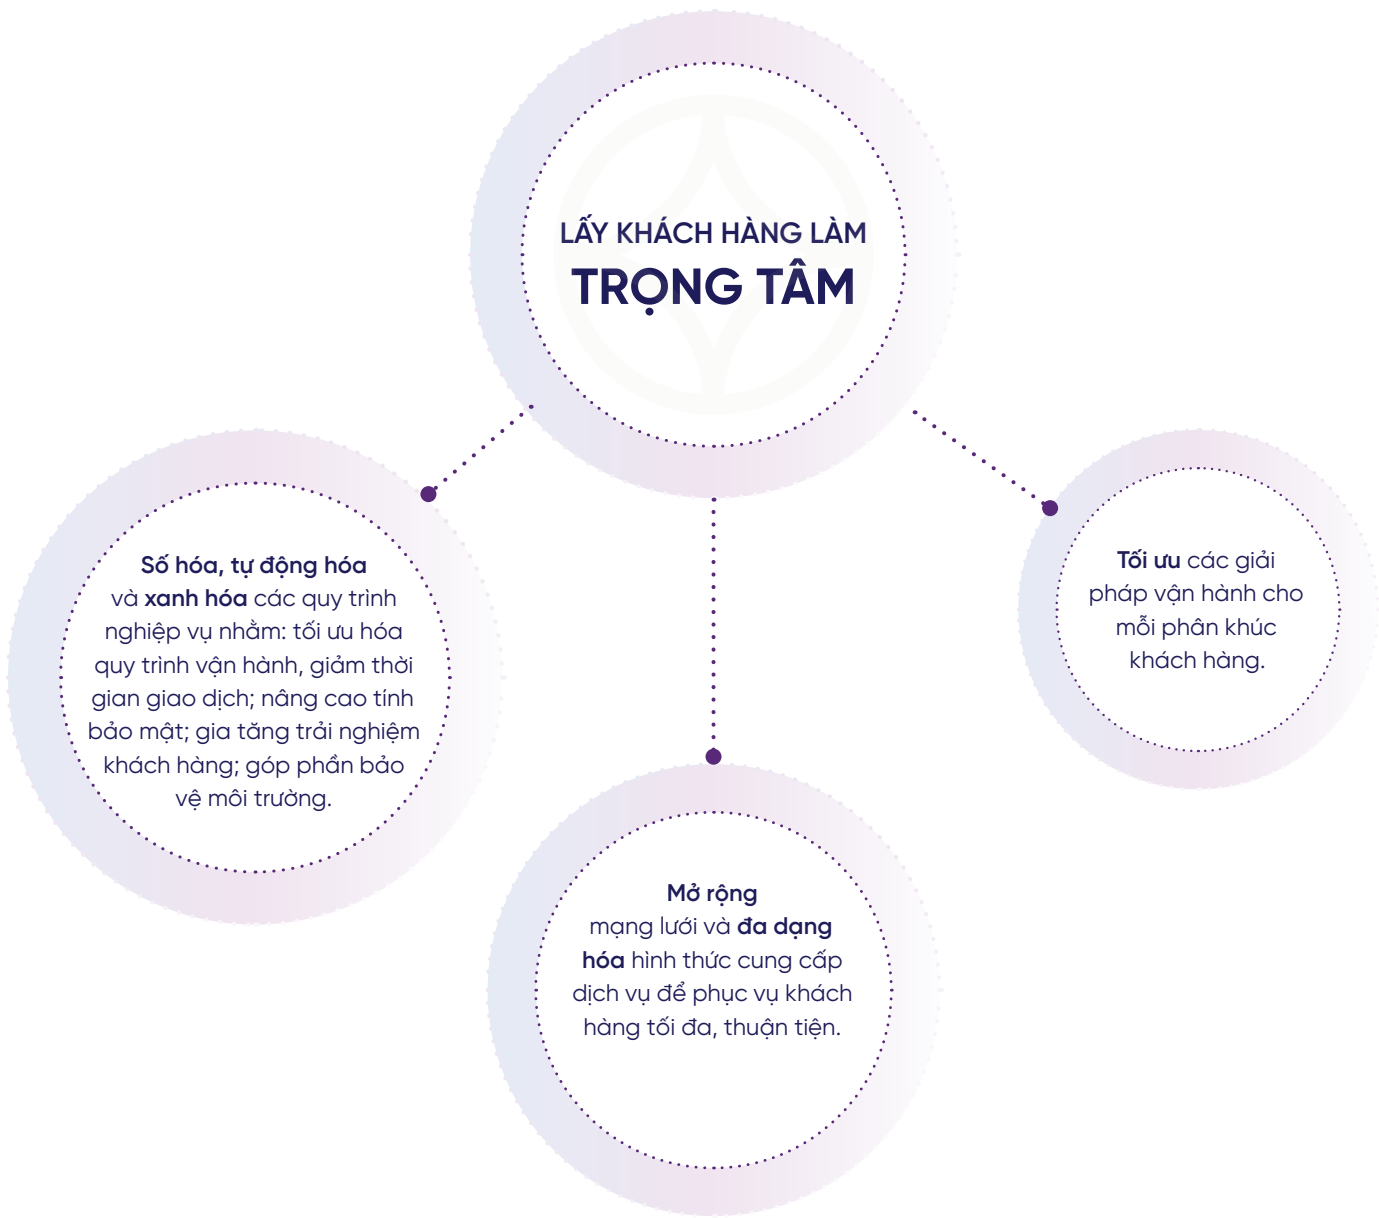 LẤY KHÁCH HÀNG LÀM
TRỌNG TÂM
Số hóa, tự động hóa
và xanh hóa các quy trình
nghiệp vụ nhằm: tối ưu hóa
quy trình vận hành, giảm thời
gian giao dịch; nâng cao tính
bảo mật; gia tăng trải nghiệm
khách hàng; góp phần bảo
vệ môi trường.
Mở rộng
mạng lưới và đa dạng
hóa hình thức cung cấp
dịch vụ để phục vụ khách
hàng tối đa, thuận tiện.
Tối ưu các giải
pháp vận hành cho
mỗi phân khúc
khách hàng.